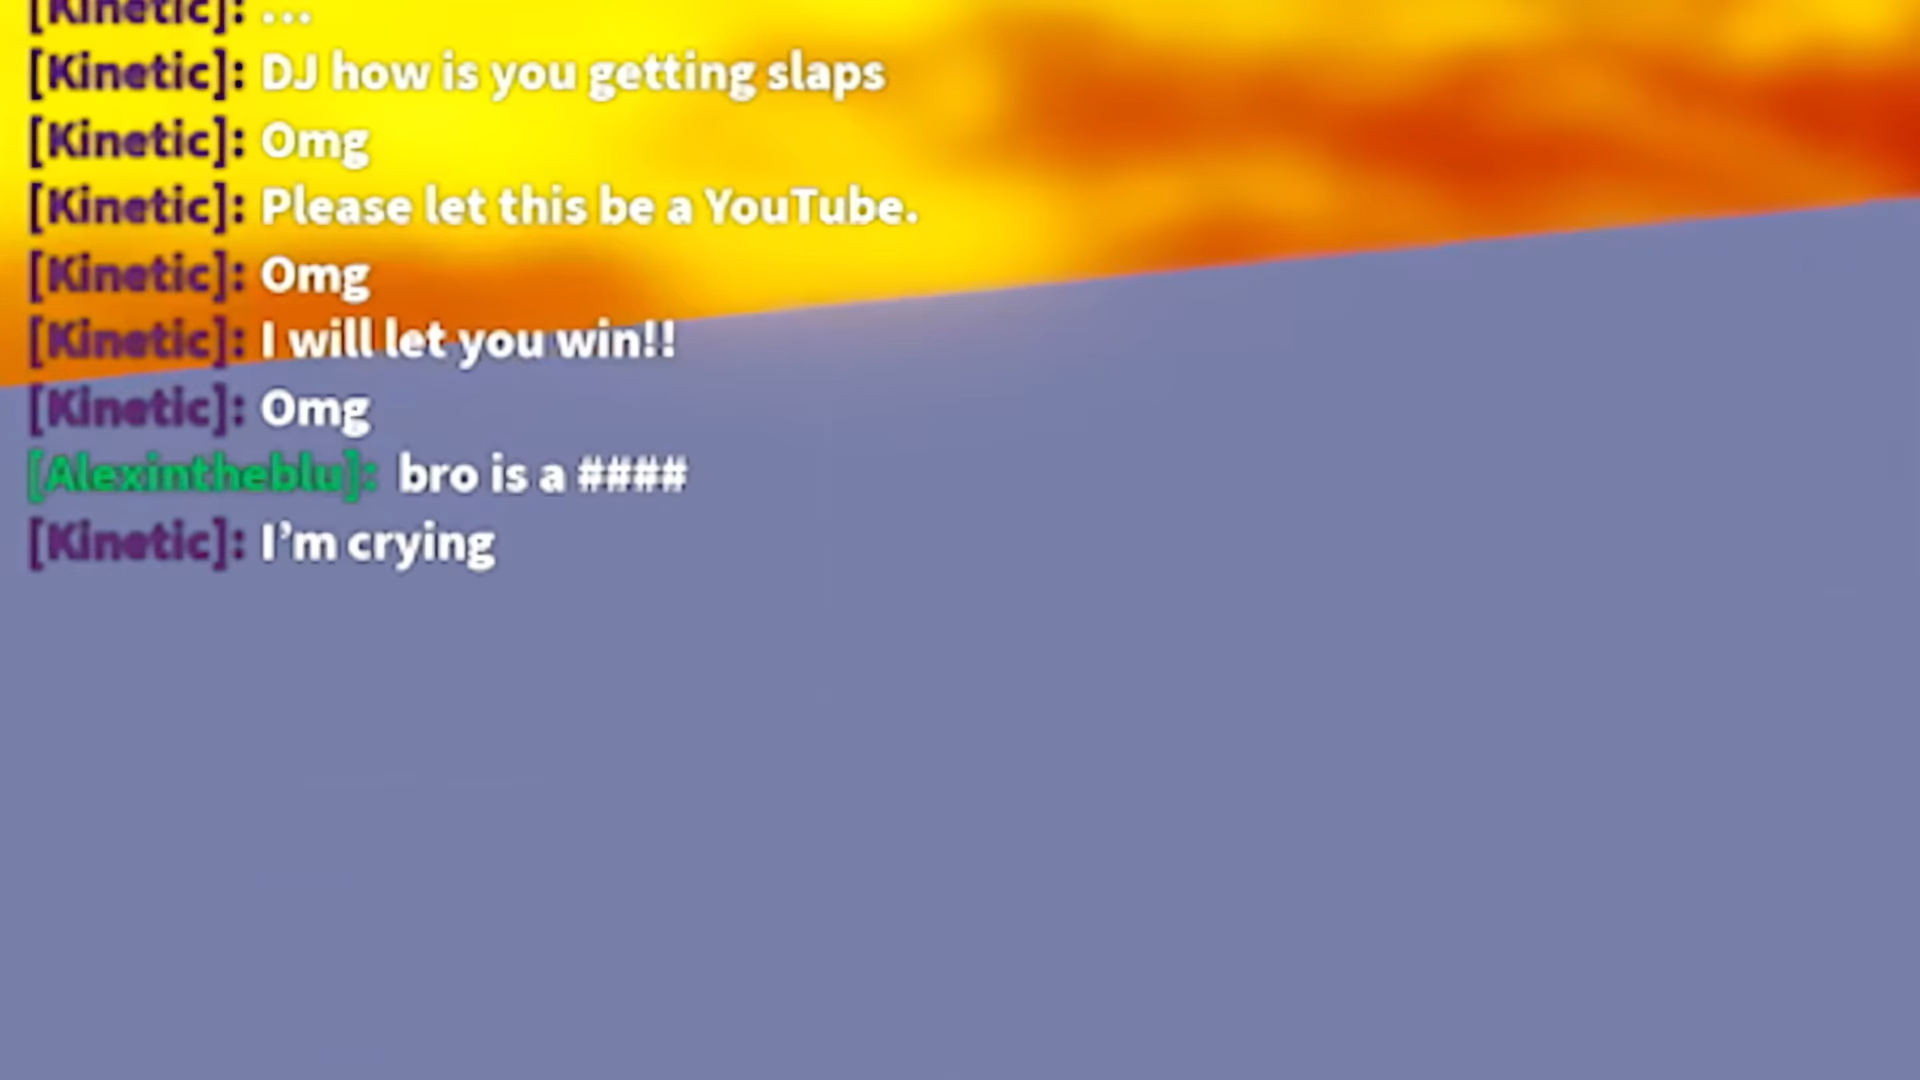 [Kinetic]: ...
[Kinetic]: DJ how is you getting slaps
[Kinetic]: Omg
[Kinetic]: Please let this be a YouTube.
[Kinetic]: Omg
[Kinetic]: I will let you win!!
[Kinetic]: Omg
[Alexintheblu]: bro is a ####
[Kinetic]: I’m crying